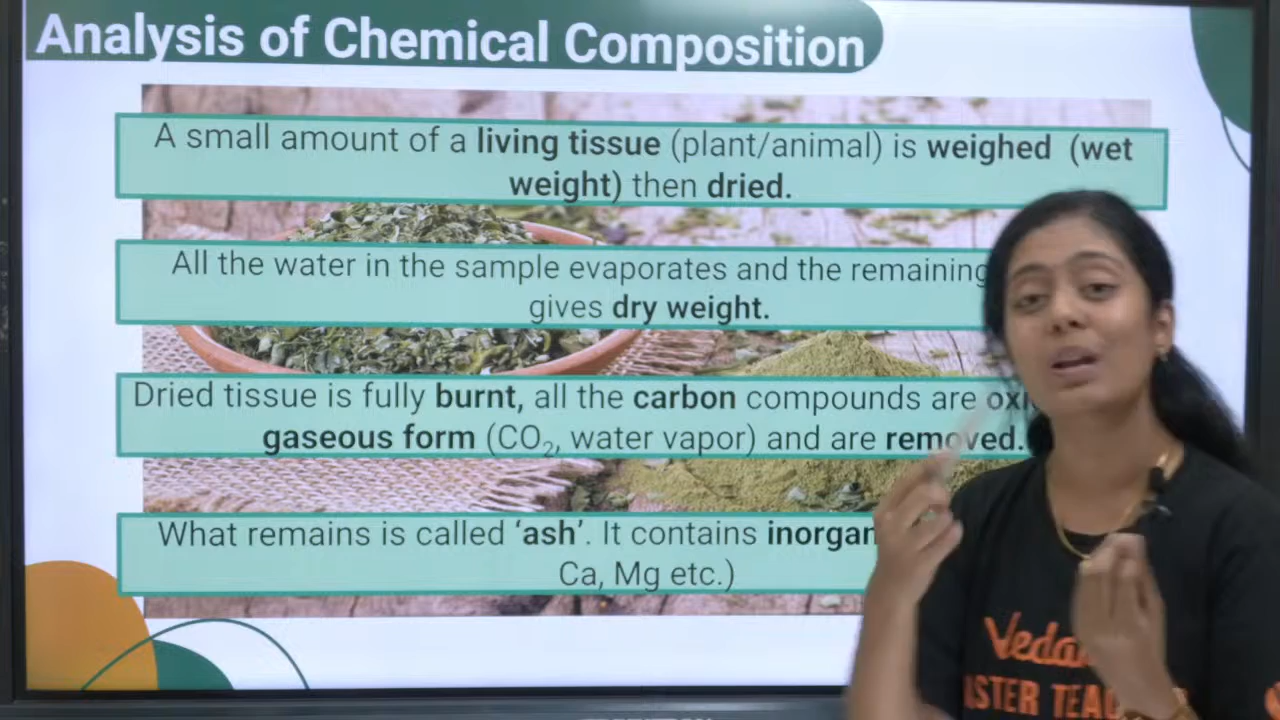 Analysis of Chemical Composition
A small amount of a living tissue (plant/animal) is weighed (wet
weight) then dried.
All the water in the sample evaporates and the remaining
gives dry weight.
Dried tissue is fully burnt, all the carbon compounds are
gaseous form (CO₂, water vapor) and are removed.
What remains is called ‘ash’. It contains
Ca, Mg etc.)